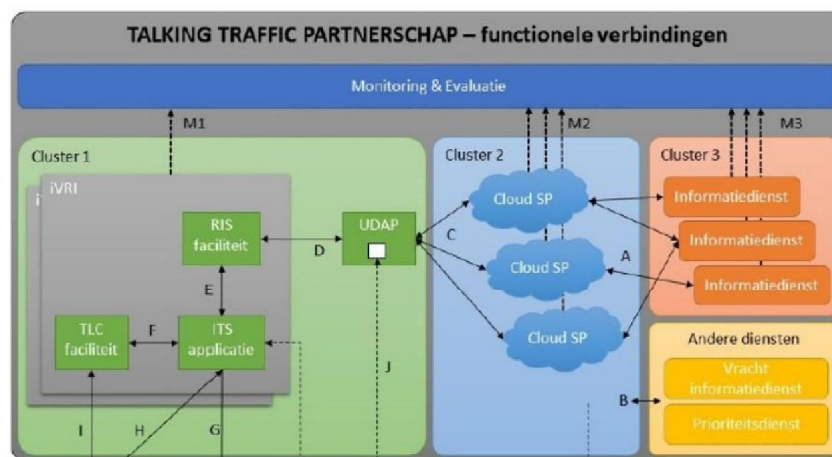 TALKING TRAFFIC PARTNERSCHAP – functionele verbindingen
Monitoring & Evaluatie
M1
M2
M3
Cluster 1
Cluster 2
Cluster 3
i
iVRI
RIS
faciliteit
D
UDAP
C
E
TLC
faciliteit
F
ITS
applicatie
J
I
H
G
Cloud SP
Cloud SP
Cloud SP
A
Informatiedienst
Informatiedienst
Informatiedienst
Andere diensten
B
Vracht
informatiedienst
Prioriteitsdienst